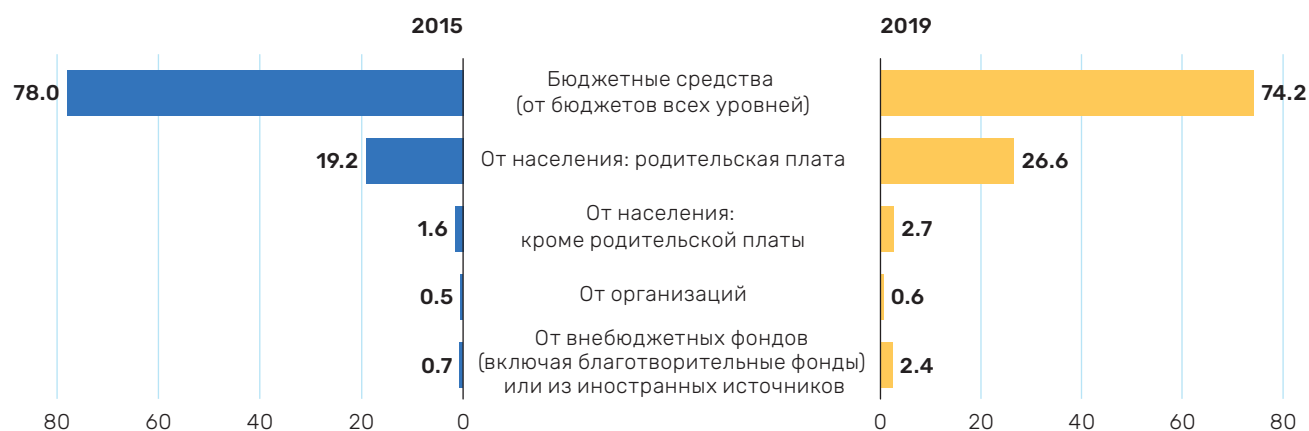 2015
2019
78.0
Бюджетные средства
(от бюджетов всех уровней)
74.2
19.2
От населения: родительская плата
26.6
1.6
От населения:
кроме родительской платы
2.7
0.5
От организаций
0.6
0.7
От внебюджетных фондов
(включая благотворительные фонды)
или из иностранных источников
2.4
80 60 40 20 0
0 20 40 60 80